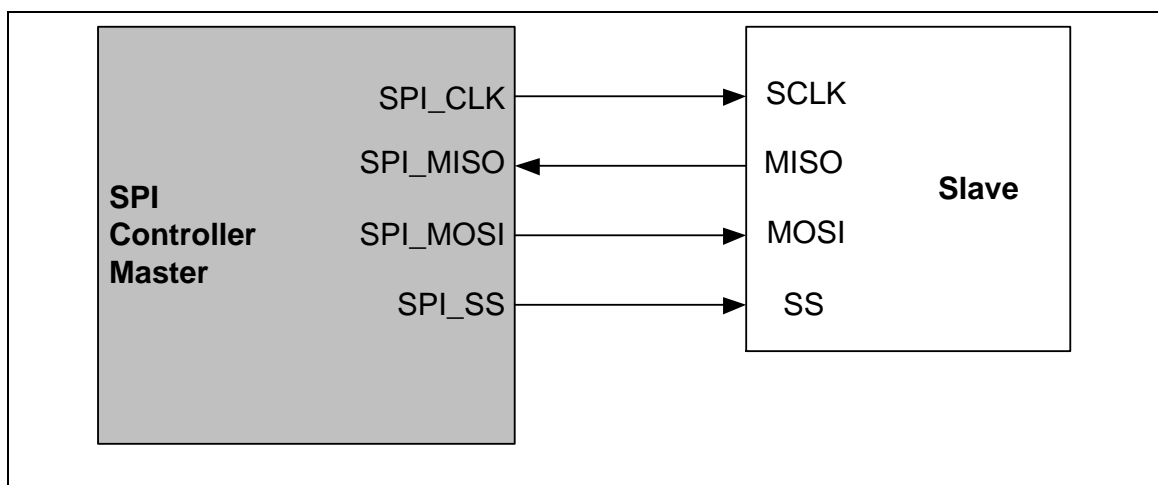 SPI_CLK
SPI_MISO
SPI
Controller
Master
SPI_MOSI
SPI_SS
SCLK
MISO
Slave
MOSI
SS